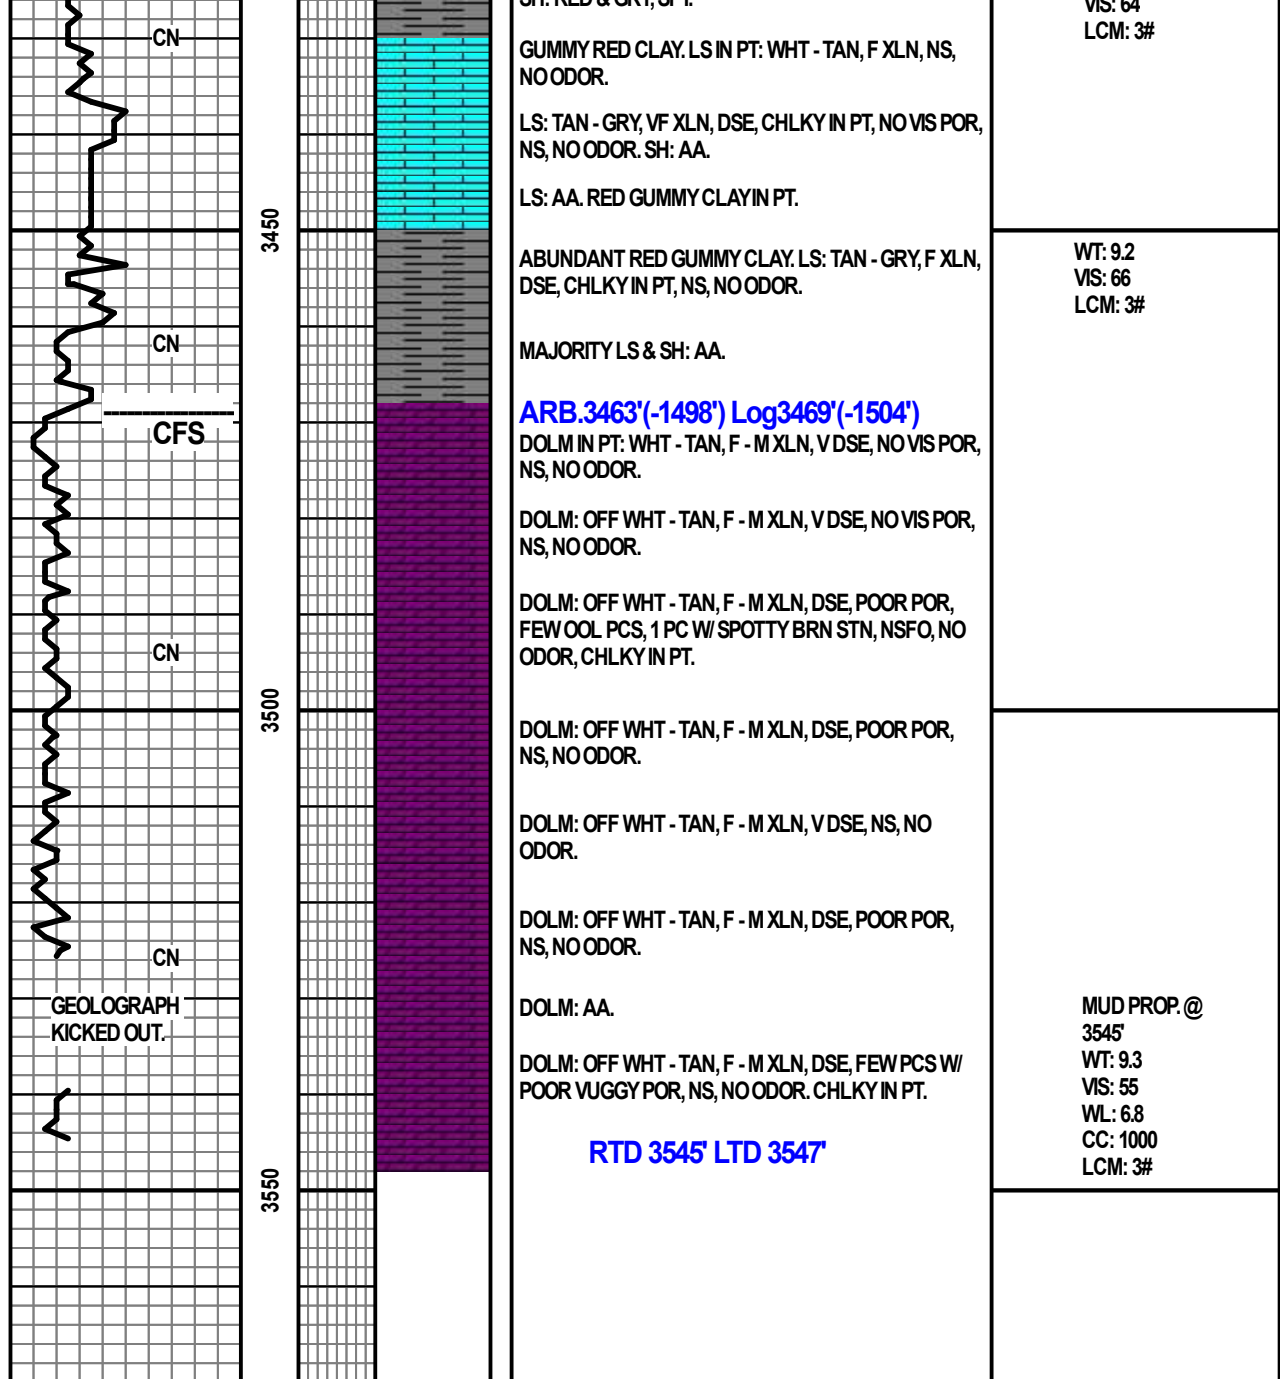 SH: RED & GRY, SFT.
VIS: 64
LCM: 3#
CN
GUMMY RED CLAY. LS IN PT: WHT - TAN, F XLN, NS,
NO ODOR.
LS: TAN - GRY, VF XLN, DSE, CHLKY IN PT, NO VIS POR,
NS, NO ODOR. SH: AA.
LS: AA. RED GUMMY CLAY IN PT.
3450
ABUNDANT RED GUMMY CLAY. LS: TAN - GRY, F XLN,
DSE, CHLKY IN PT, NS, NO ODOR.
WT: 9.2
VIS: 66
LCM: 3#
CN
MAJORITY LS & SH: AA.
CFS
ARB.3463'(-1498') Log3469'(-1504')
DOLM IN PT: WHT - TAN, F - M XLN, V DSE, NO VIS POR,
NS, NO ODOR.
DOLM: OFF WHT - TAN, F - M XLN, V DSE, NO VIS POR,
NS, NO ODOR.
DOLM: OFF WHT - TAN, F - M XLN, DSE, POOR POR,
FEW OOL PCS, 1 PC W/ SPOTTY BRN STN, NSFO, NO
ODOR, CHLKY IN PT.
CN
3500
DOLM: OFF WHT - TAN, F - M XLN, DSE, POOR POR,
NS, NO ODOR.
DOLM: OFF WHT - TAN, F - M XLN, V DSE, NS, NO
ODOR.
DOLM: OFF WHT - TAN, F - M XLN, DSE, POOR POR,
NS, NO ODOR.
CN
GEOLOGRAPH
KICKED OUT.
DOLM: AA.
DOLM: OFF WHT - TAN, F - M XLN, DSE, FEW PCS W/
POOR VUGGY POR, NS, NO ODOR. CHLKY IN PT.
MUD PROP. @
3545'
WT: 9.3
VIS: 55
WL: 6.8
CC: 1000
LCM: 3#
RTD 3545' LTD 3547'
3550